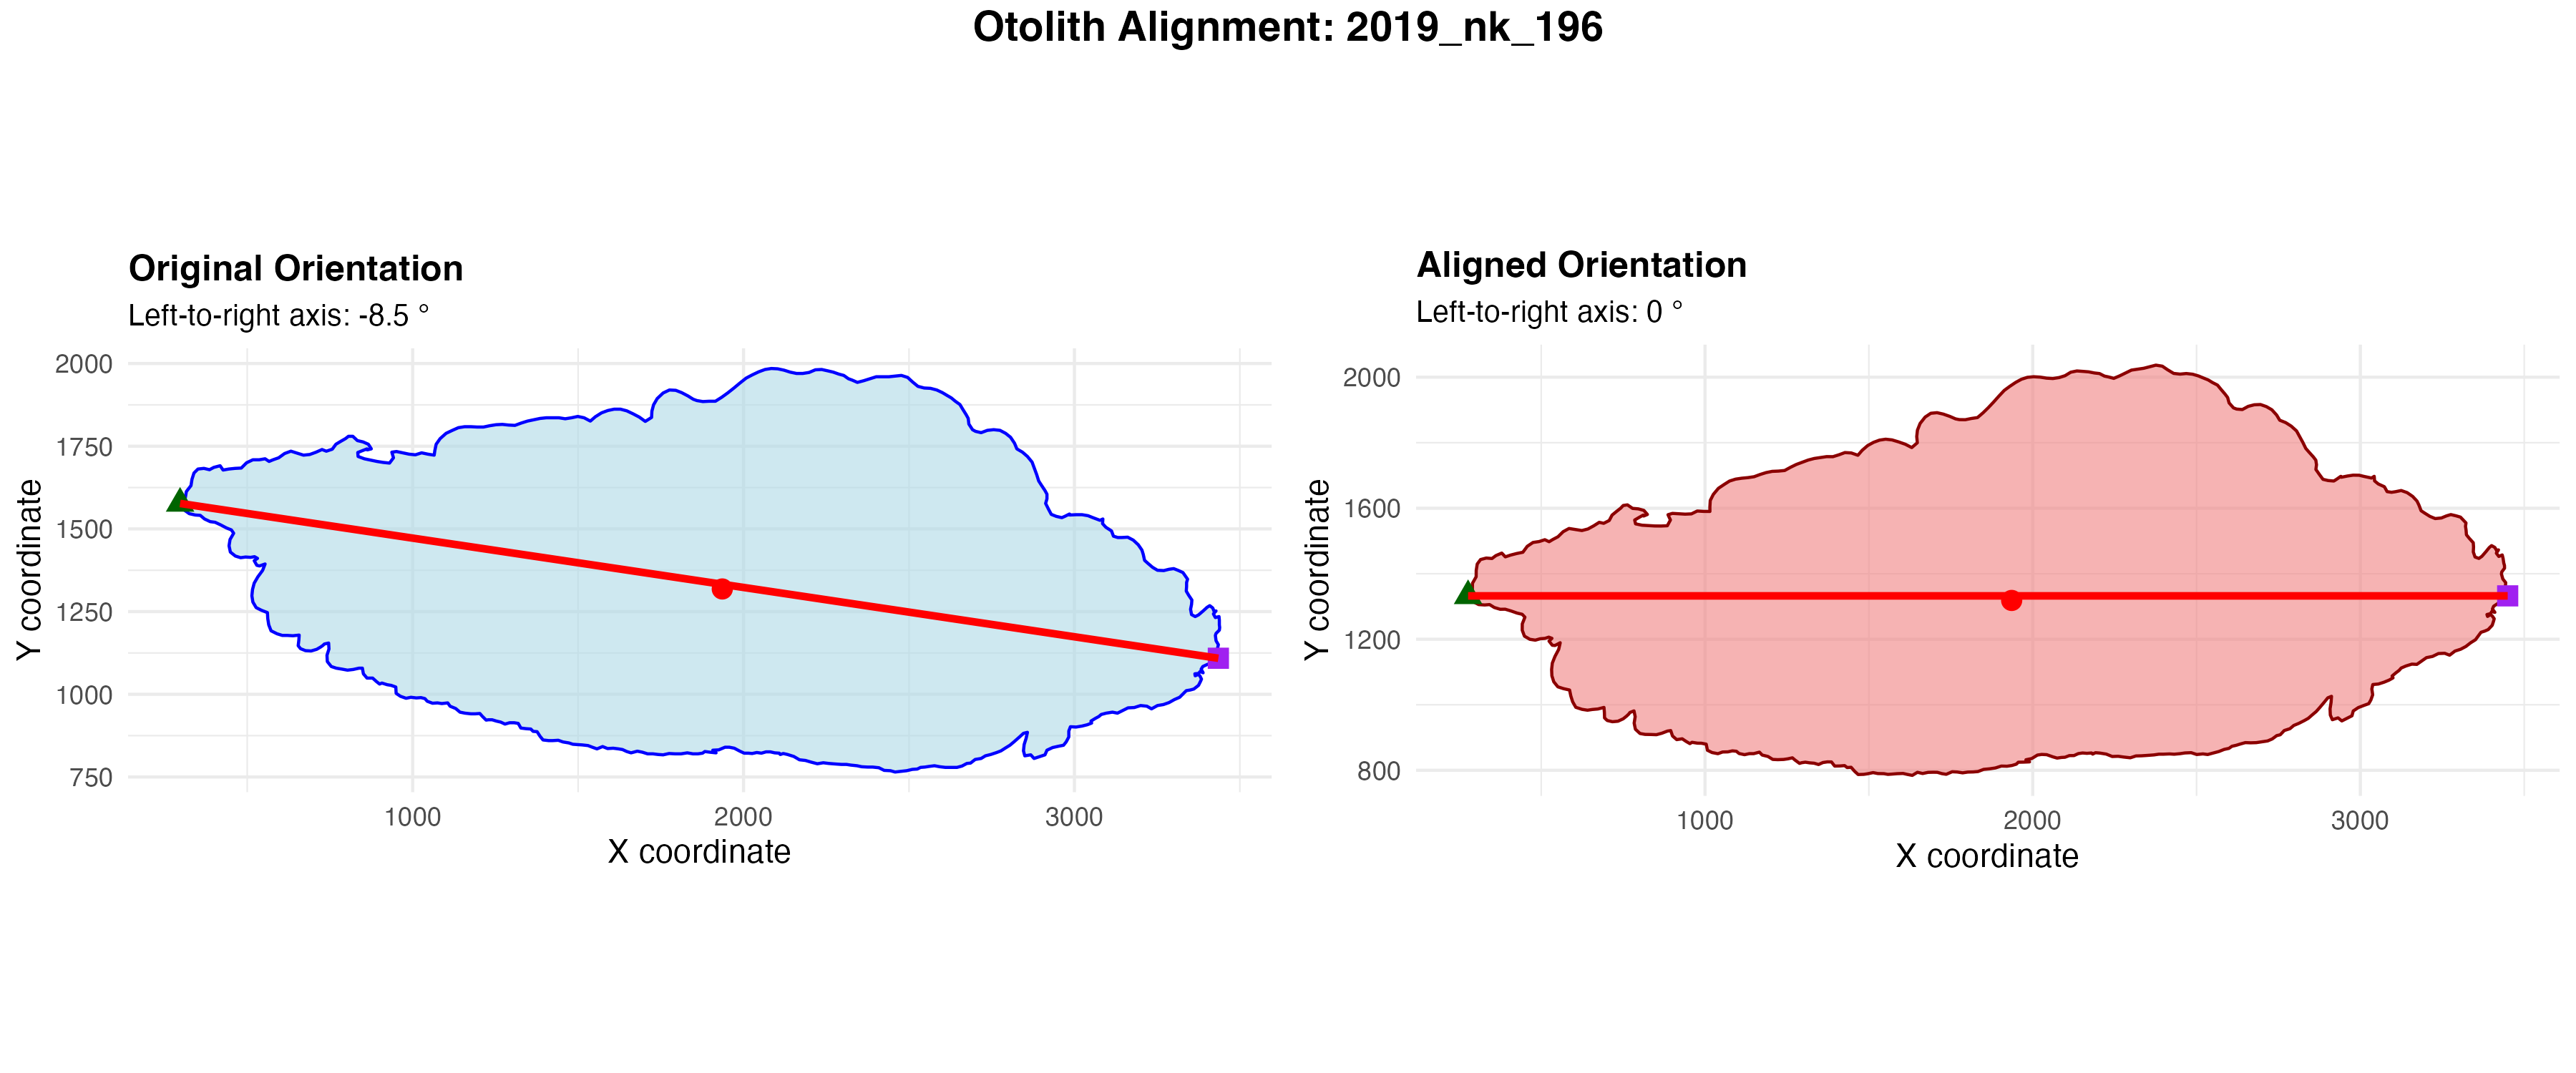 Otolith Alignment: 2019_nk_196
Original Orientation
Left-to-right axis: -8.5 °
2000
1750
1500
1250
1000
750
Y coordinate
1000 2000 3000
X coordinate
Aligned Orientation
Left-to-right axis: 0 °
2000
1600
1200
800
Y coordinate
1000 2000 3000
X coordinate